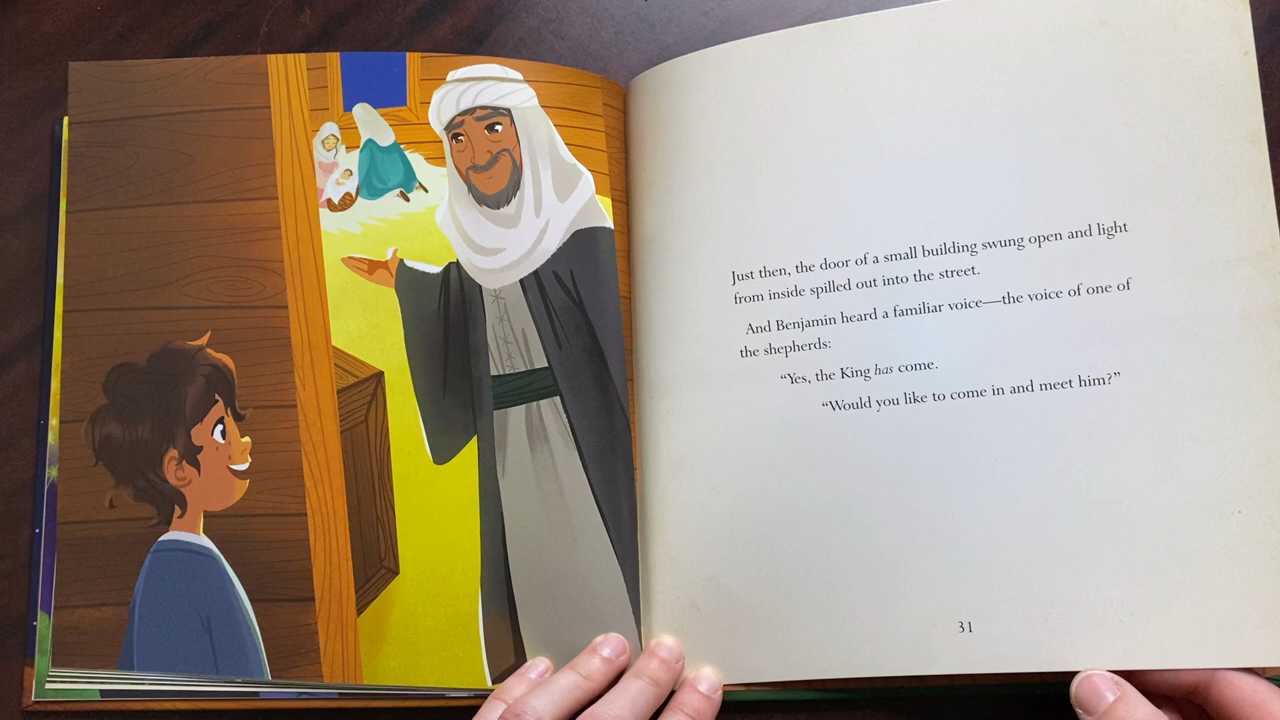 Just then, the door of a small building swung open and light
from inside spilled out into the street.
And Benjamin heard a familiar voice—the voice of one of
the shepherds:
“Yes, the King has come.
“Would you like to come in and meet him?”
31